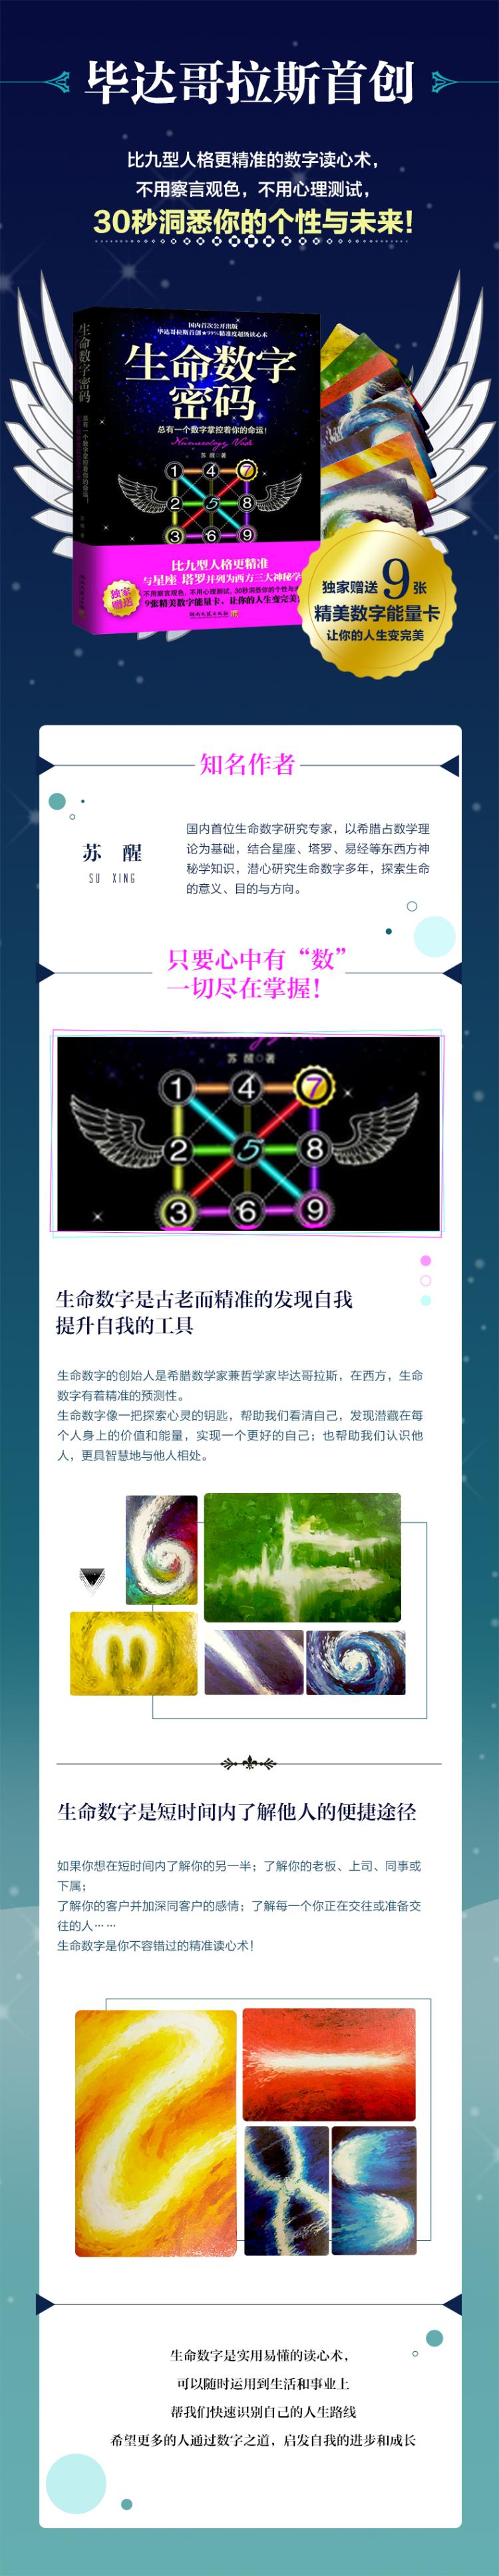 毕达哥拉斯首创
比九型人格更精准的数字读心术，
不用察言观色，不用心理测试，
30秒洞悉你的个性与未来！
生命数字密码
总有一个数字掌控着你的命运！
国内首次公开出版
毕达哥拉斯首创★99%精准度超级读心术
生命数字
密码
总有一个数字掌控着你的命运！
苏醒◎著
1 4 7
2 5 8
3 6 9
比九型人格更精准
与星座 塔罗并列为西方三大神秘学
独家
赠送
不用察言观色，不用心理测试，30秒洞悉你的个性与
9张精美数字能量卡，让你的人生变完美
独家赠送9张
精美数字能量卡
让你的人生变完美
知名作者
苏 醒
SU XING
国内首位生命数字研究专家，以希腊占数学理
论为基础，结合星座、塔罗、易经等东西方神
秘学知识，潜心研究生命数字多年，探索生命
的意义、目的与方向。
只要心中有“数”
一切尽在掌握！
苏醒◎著
1 4 7
2 5 8
3 6 9
生命数字是古老而精准的发现自我
提升自我的工具
生命数字的创始人是希腊数学家兼哲学家毕达哥拉斯，在西方，生命
数字有着精准的预测性。
生命数字像一把探索心灵的钥匙，帮助我们看清自己，发现潜藏在每
个人身上的价值和能量，实现一个更好的自己；也帮助我们认识他
人，更具智慧地与他人相处。
生命数字是短时间内了解他人的便捷途径
如果你想在短时间内了解你的另一半；了解你的老板、上司、同事或
下属；
了解你的客户并加深同客户的感情；了解每一个你正在交往或准备交
往的人……
生命数字是你不容错过的精准读心术！
生命数字是实用易懂的读心术，
可以随时运用到生活和事业上
帮我们快速识别自己的人生路线
希望更多的人通过数字之道，启发自我的进步和成长